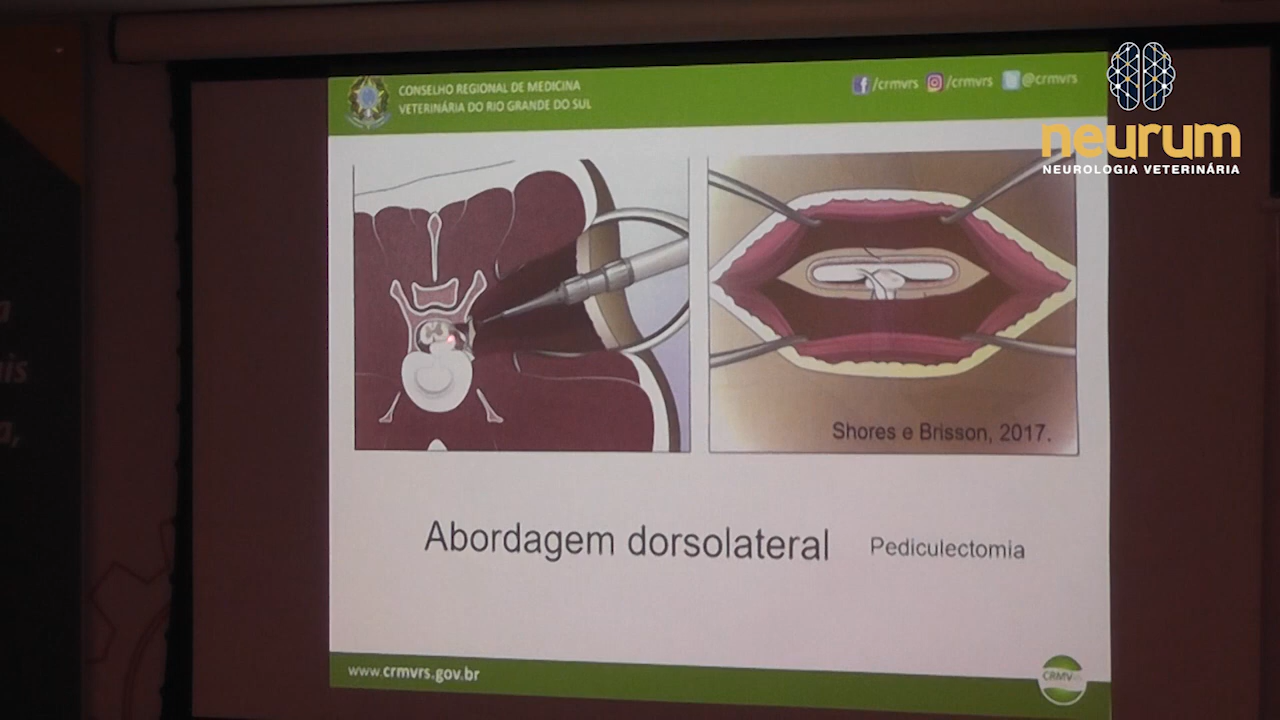 CONSELHO REGIONAL DE MEDICINA
VETERINÁRIA DO RIO GRANDE DO SUL
/crmvrs /crmvrs @crmvrs
neurum
NEUROLOGIA VETERINÁRIA
Shores e Brisson, 2017.
Abordagem dorsolateral Pediculectomia
www.crmvrs.gov.br
CRMV